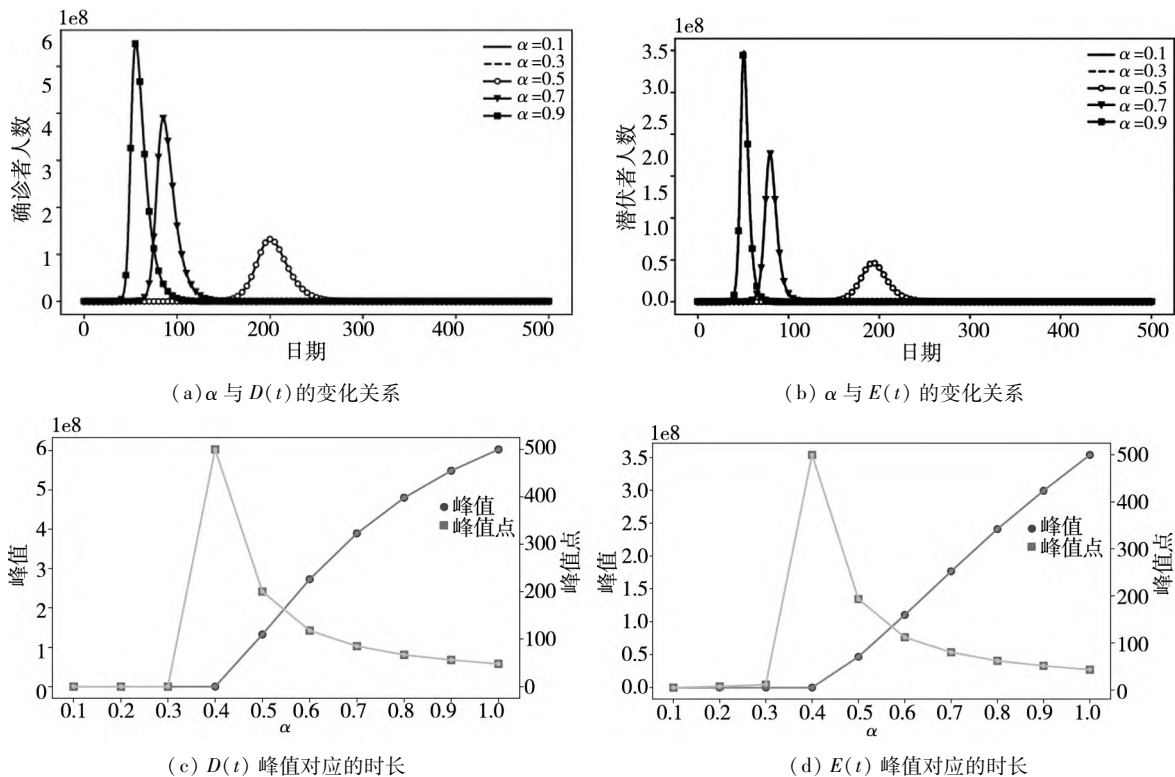 1e8
6
5
4
3
2
1
0
确诊者人数
α=0.1
α=0.3
α=0.5
α=0.7
α=0.9
0 100 200 300 400 500
日期
(a)α 与 D(t) 的变化关系
1e8
3.5
3.0
2.5
2.5
1.5
0.5
0.0
潜伏者人数
α=0.1
α=0.3
α=0.5
α=0.7
α=0.9
0 100 200 300 400 500
日期
(b) α 与 E(t) 的变化关系
1e8
6
5
4
3
2
1
0
峰值
峰值
峰值点
500
400
300
200
100
0
峰值点
0.1 0.2 0.3 0.4 0.5 0.6 0.7 0.8 0.9 1.0
α
(c) D(t) 峰值对应的时长
1e8
3.5
3.0
2.5
3.0
1.5
1.0
0.5
0.0
峰值
峰值
峰值点
500
400
300
200
100
0
峰值点
0.1 0.2 0.3 0.4 0.5 0.6 0.7 0.8 0.9 1.0
α
(d) E(t) 峰值对应的时长